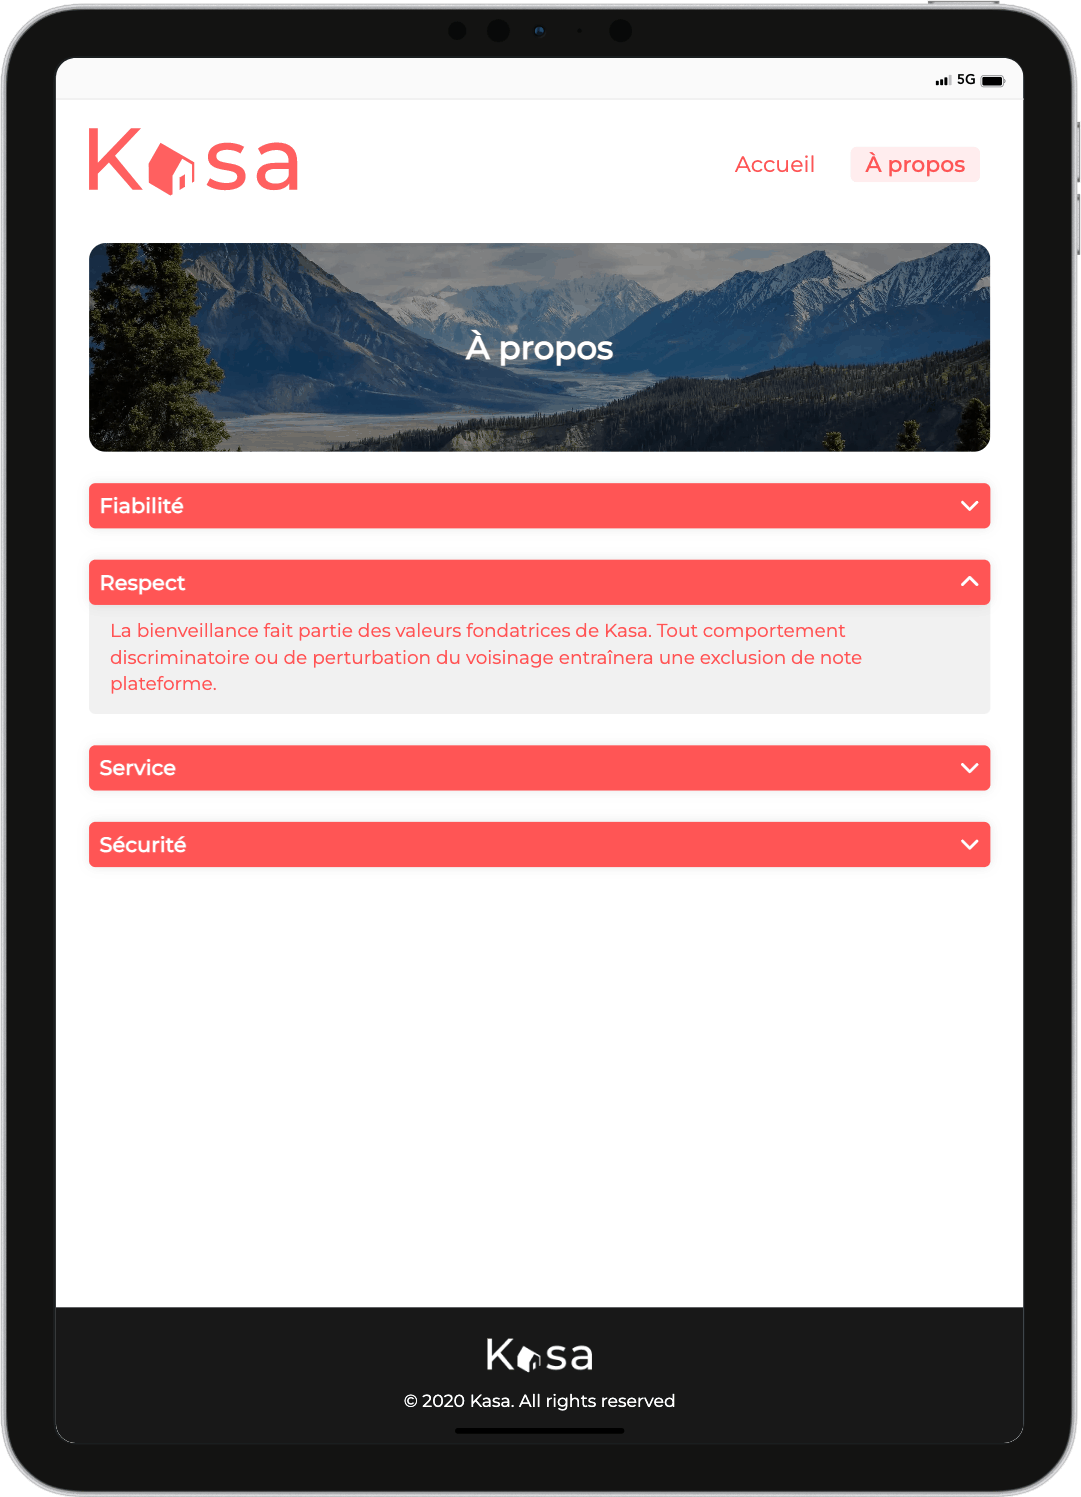 5G
Kasa
Accueil
À propos
À propos
Fiabilité
Respect
La bienveillance fait partie des valeurs fondatrices de Kasa. Tout comportement
discriminatoire ou de perturbation du voisinage entraînera une exclusion de note
plateforme.
Service
Sécurité
Kasa
© 2020 Kasa. All rights reserved